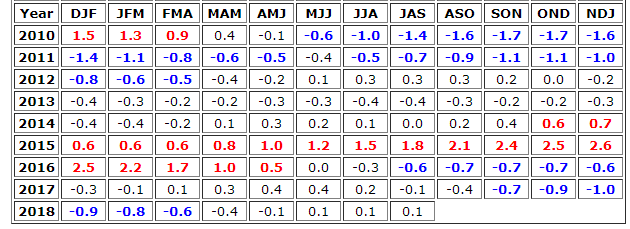 Year DJF JFM FMA MAM AMJ MJJ JJA JAS ASO SON OND NDJ
2010 1.5 1.3 0.9 0.4 -0.1 -0.6 -1.0 -1.4 -1.6 -1.7 -1.7 -1.6
2011 -1.4 -1.1 -0.8 -0.6 -0.5 -0.4 -0.5 -0.7 -0.9 -1.1 -1.1 -1.0
2012 -0.8 -0.6 -0.5 -0.4 -0.2 0.1 0.3 0.3 0.3 0.2 0.0 -0.2
2013 -0.4 -0.3 -0.2 -0.2 -0.3 -0.3 -0.4 -0.4 -0.3 -0.2 -0.2 -0.3
2014 -0.4 -0.4 -0.2 0.1 0.3 0.2 0.1 0.0 0.2 0.4 0.6 0.7
2015 0.6 0.6 0.6 0.8 1.0 1.2 1.5 1.8 2.1 2.4 2.5 2.6
2016 2.5 2.2 1.7 1.0 0.5 0.0 -0.3 -0.6 -0.7 -0.7 -0.7 -0.6
2017 -0.3 -0.1 0.1 0.3 0.4 0.4 0.2 -0.1 -0.4 -0.7 -0.9 -1.0
2018 -0.9 -0.8 -0.6 -0.4 -0.1 0.1 0.1 0.1